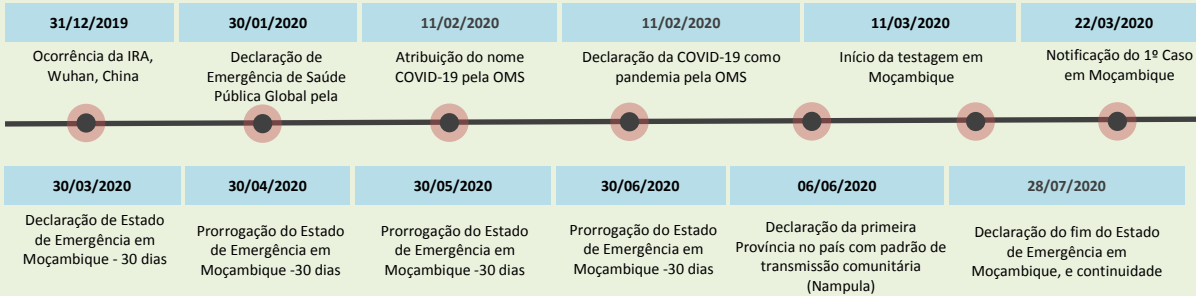 31/12/2019
Ocorrência da IRA,
Wuhan, China
30/01/2020
Declaração de
Emergência de Saúde
Pública Global pela
11/02/2020
Atribuição do nome
COVID-19 pela OMS
11/02/2020
Declaração da COVID-19 como
pandemia pela OMS
11/03/2020
Início da testagem em
Moçambique
22/03/2020
Notificação do 1º Caso
em Moçambique
30/03/2020
Declaração de Estado
de Emergência em
Moçambique - 30 dias
30/04/2020
Prorrogação do Estado
de Emergência em
Moçambique -30 dias
30/05/2020
Prorrogação do Estado
de Emergência em
Moçambique -30 dias
30/06/2020
Prorrogação do Estado
de Emergência em
Moçambique -30 dias
06/06/2020
Declaração da primeira
Província no país com padrão de
transmissão comunitária
(Nampula)
28/07/2020
Declaração do fim do Estado
de Emergência em
Moçambique, e continuidade